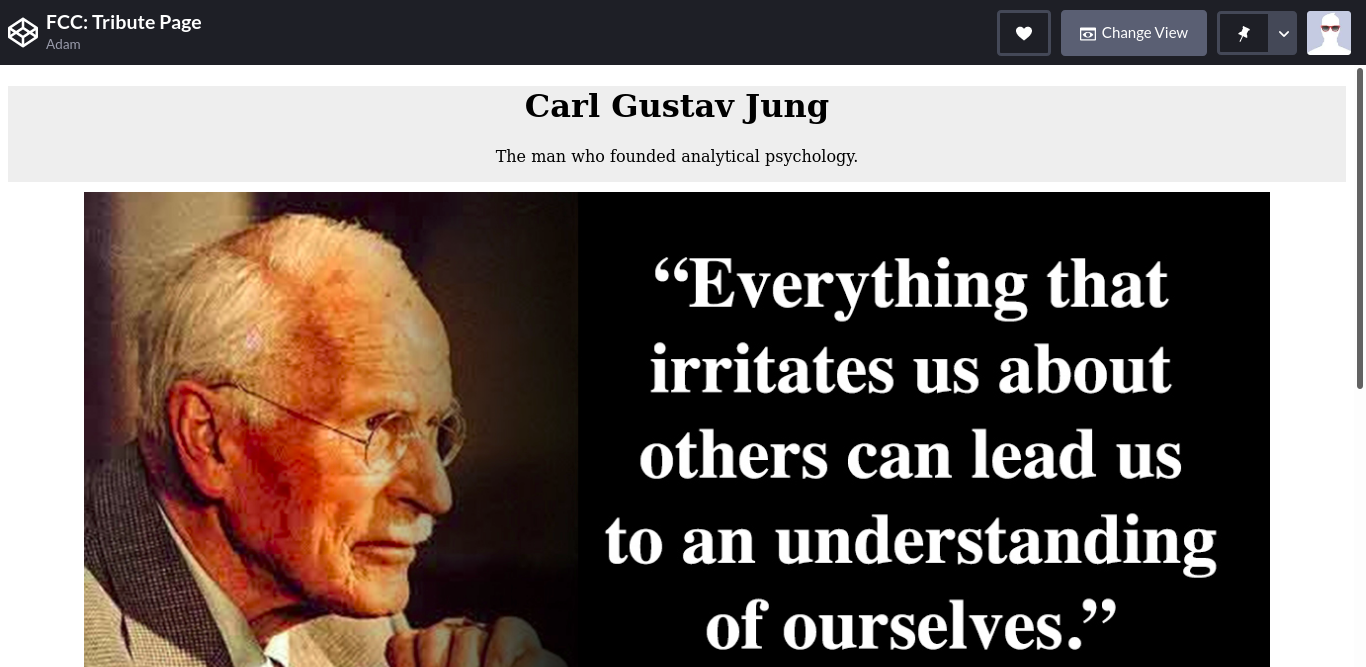 FCC: Tribute Page
Adam
Change View
Carl Gustav Jung
The man who founded analytical psychology.
“Everything that
irritates us about
others can lead us
to an understanding
of ourselves.”